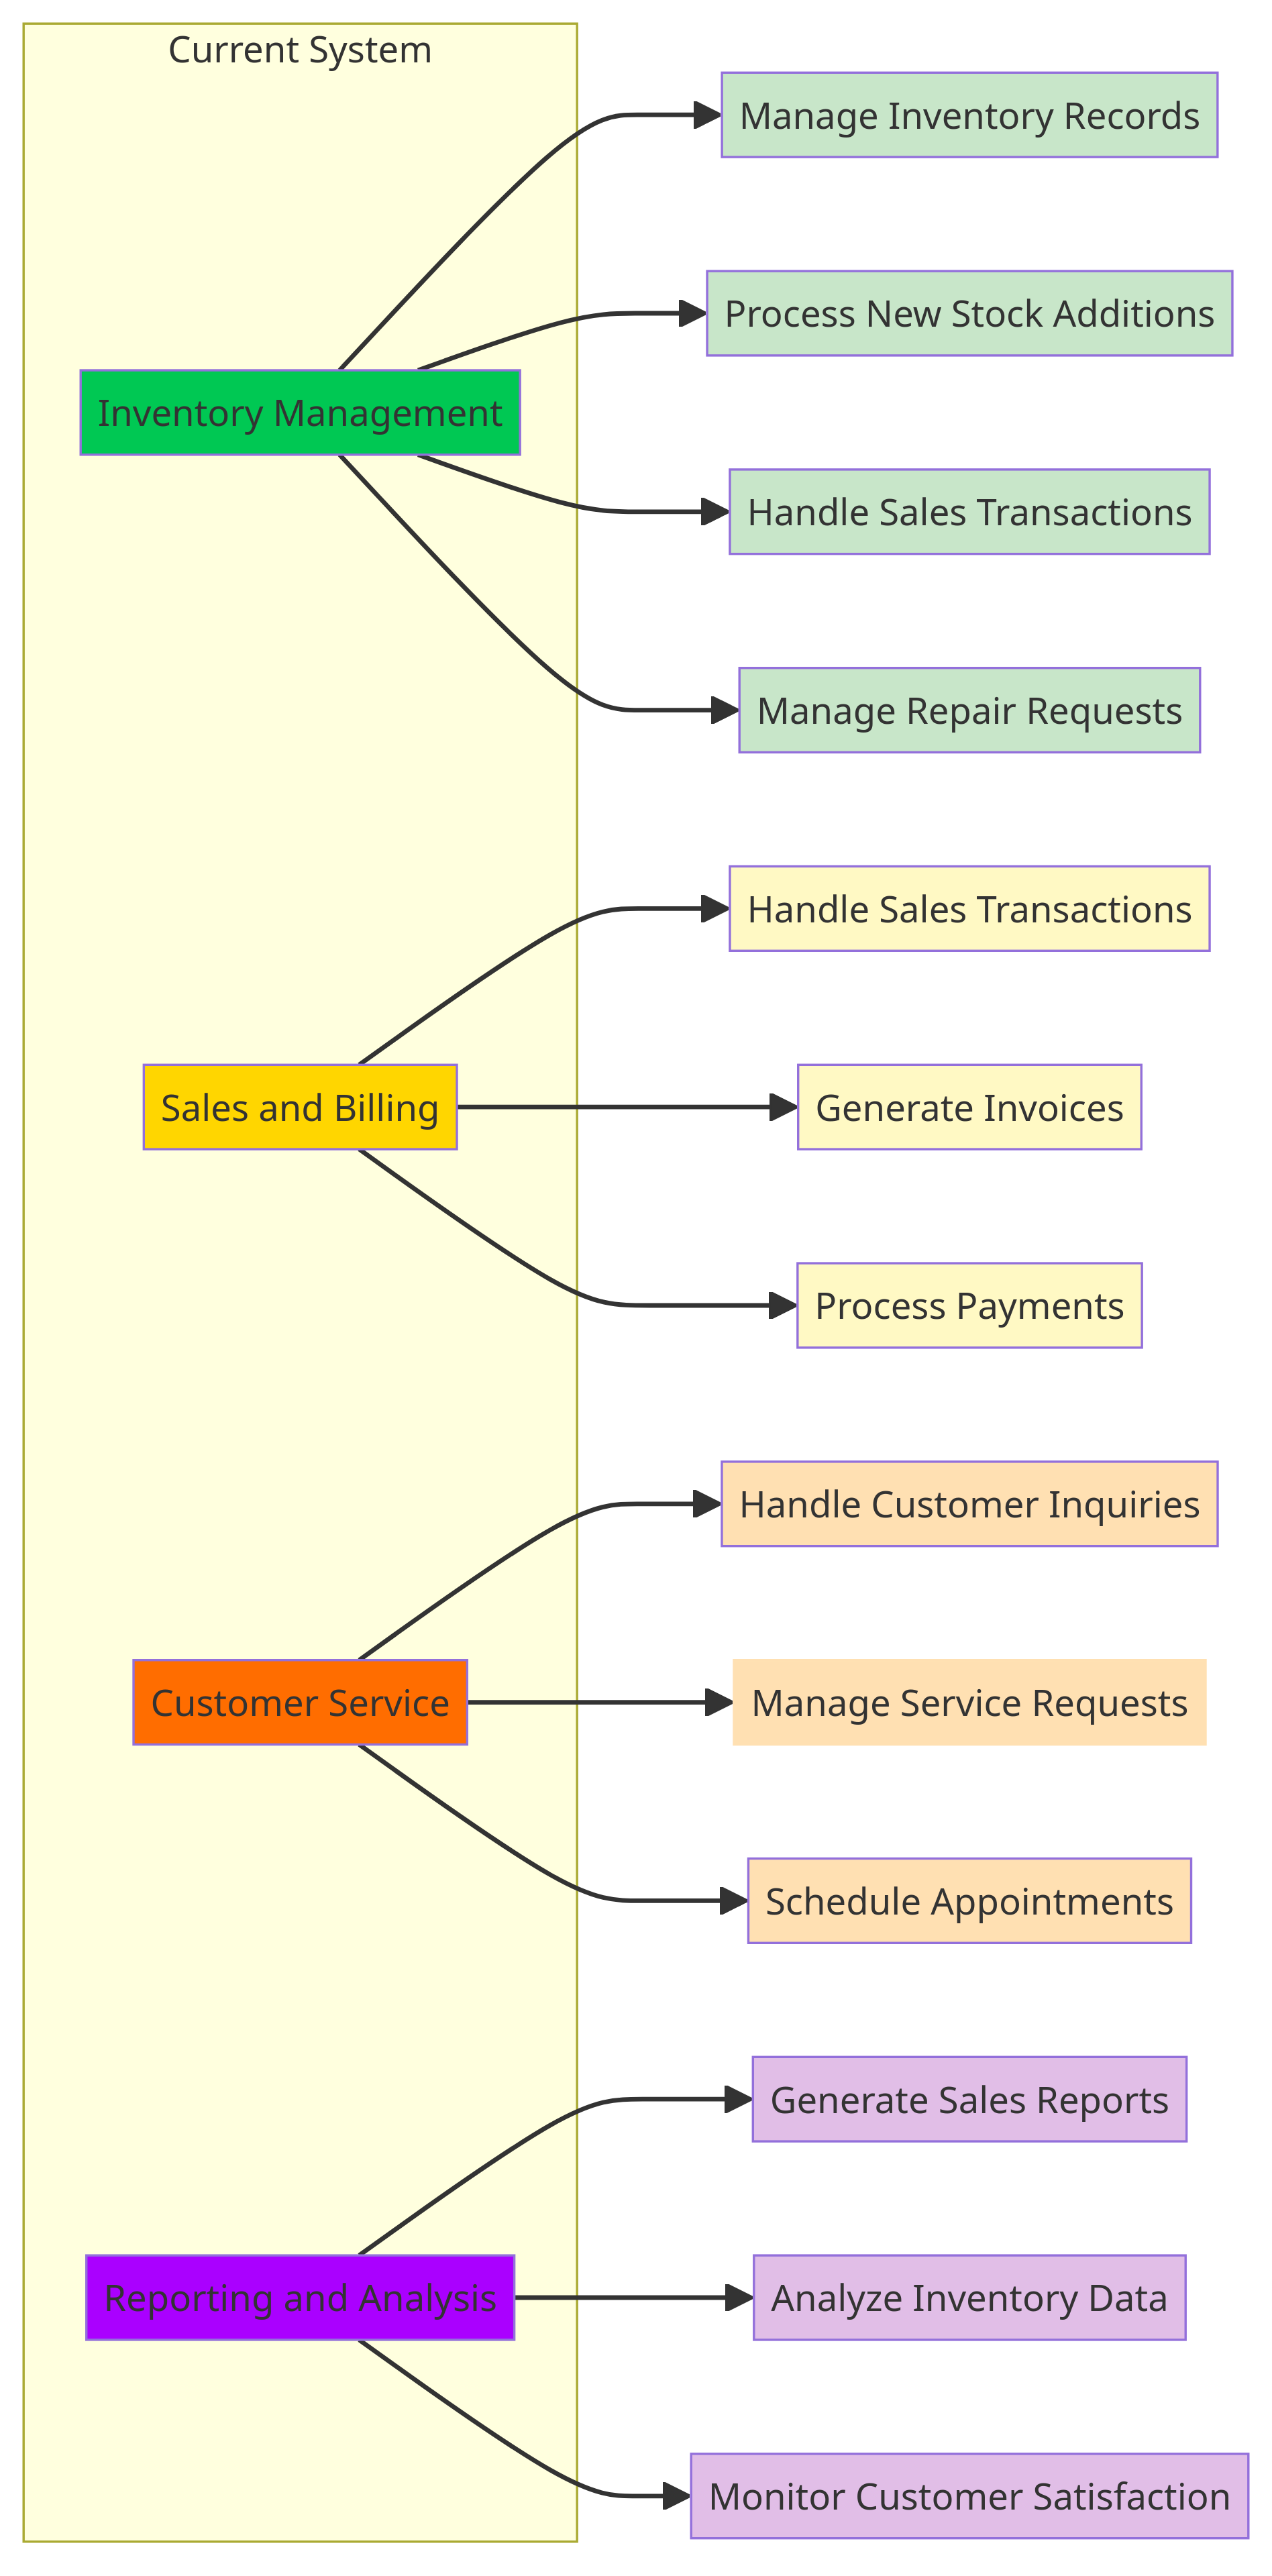 Current System
Manage Inventory Records
Process New Stock Additions
Inventory Management
Handle Sales Transactions
Manage Repair Requests
Handle Sales Transactions
Sales and Billing
Generate Invoices
Process Payments
Handle Customer Inquiries
Customer Service
Manage Service Requests
Schedule Appointments
Generate Sales Reports
Reporting and Analysis
Analyze Inventory Data
Monitor Customer Satisfaction